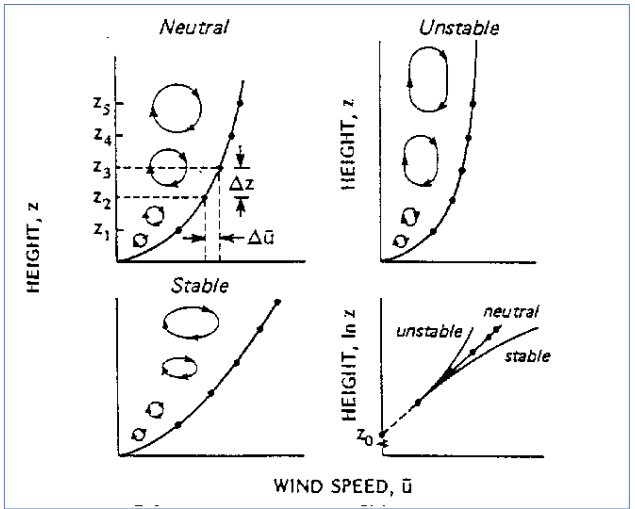 Neutral
Unstable
z5
z4
z3
z2
z1
Δz
Δū
HEIGHT, z
HEIGHT, z
Stable
HEIGHT, ln z
unstable
neutral
stable
z0
WIND SPEED, ū